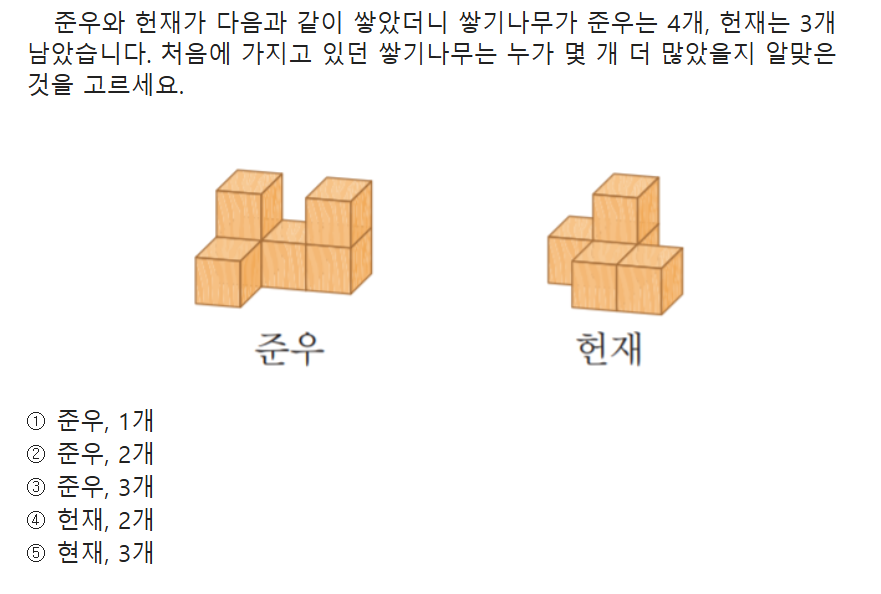 준우와 헌재가 다음과 같이 쌓았더니 쌓기나무가 준우는 4개, 헌재는 3개
남았습니다. 처음에 가지고 있던 쌓기나무는 누가 몇 개 더 많았을지 알맞은
것을 고르세요.
준우
헌재
① 준우, 1개
② 준우, 2개
③ 준우, 3개
④ 헌재, 2개
⑤ 현재, 3개